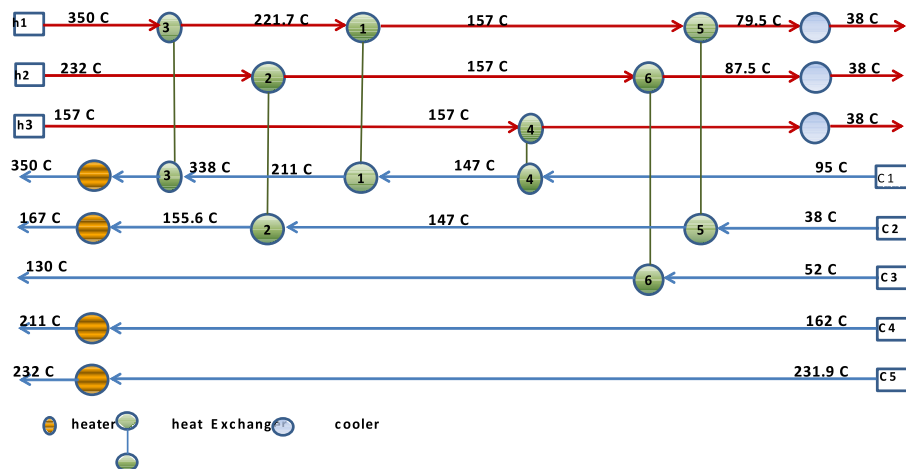 h1 350 C 3 221.7 C 1 157 C 5 79.5 C 38 C
h2 232 C 2 157 C 6 87.5 C 38 C
h3 157 C 157 C 4 38 C
350 C 3 338 C 211 C 1 147 C 4 95 C C1
167 C 155.6 C 2 147 C 5 38 C C2
130 C 6 52 C C3
211 C 162 C C4
232 C 231.9 C C5
heater heat Exchanger cooler